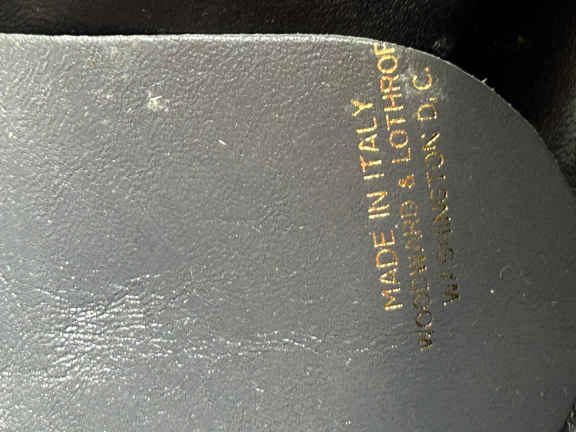 MADE IN ITALY
WOODWARD & LOTHROP
WASHINGTON D.C.